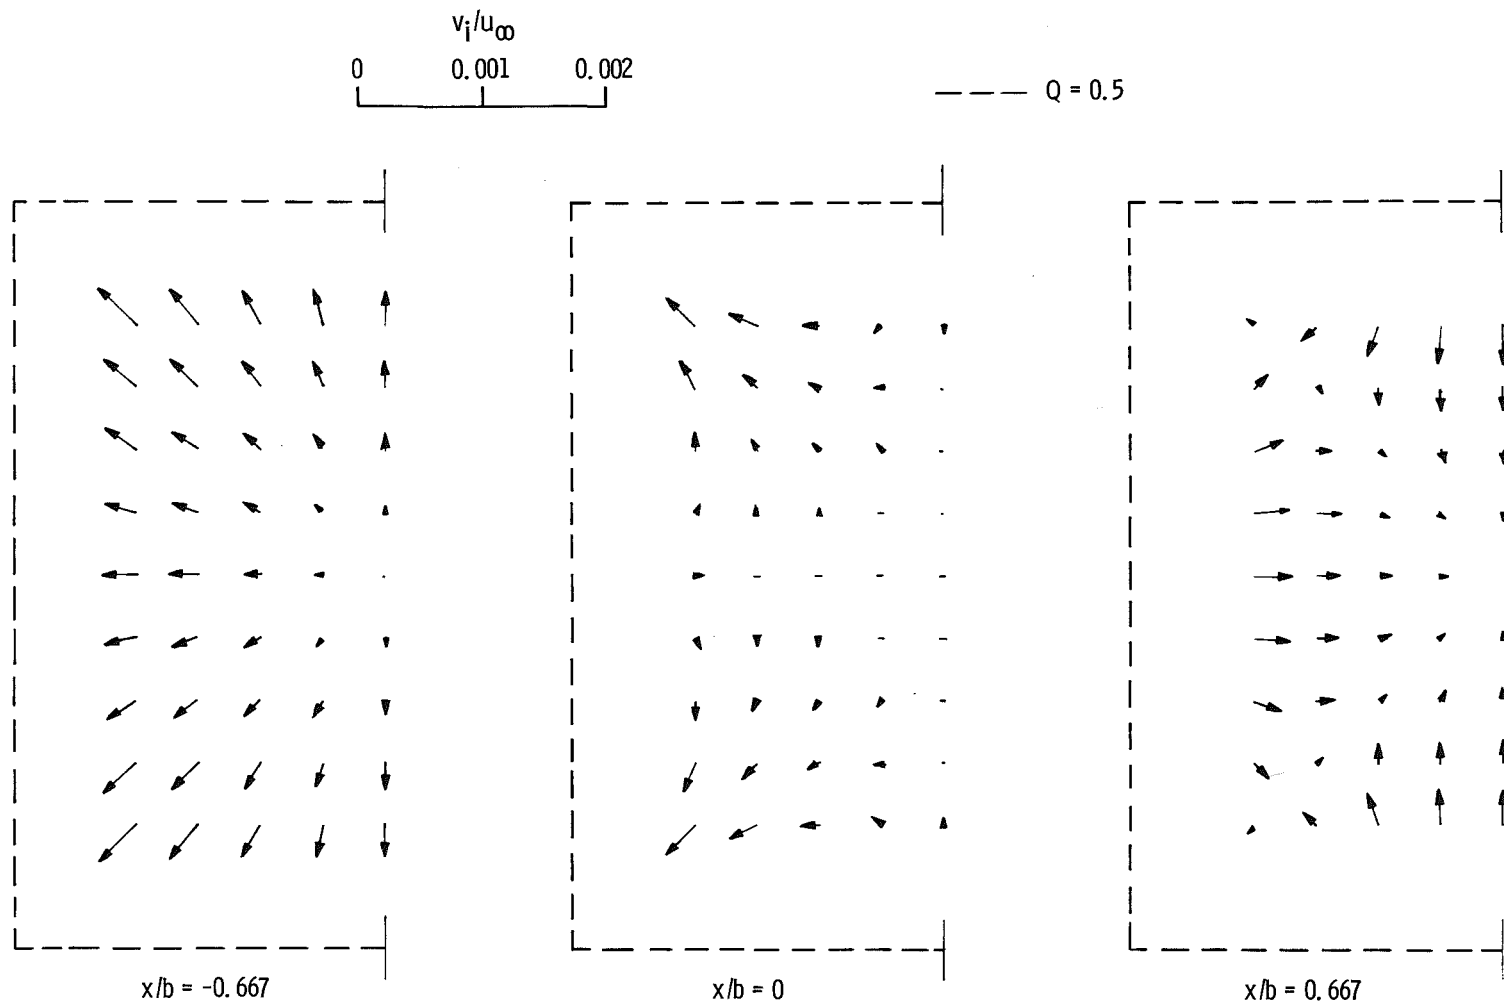 v_i/u_∞
0 0.001 0.002
Q = 0.5
x/b = -0.667
x/b = 0
x/b = 0.667